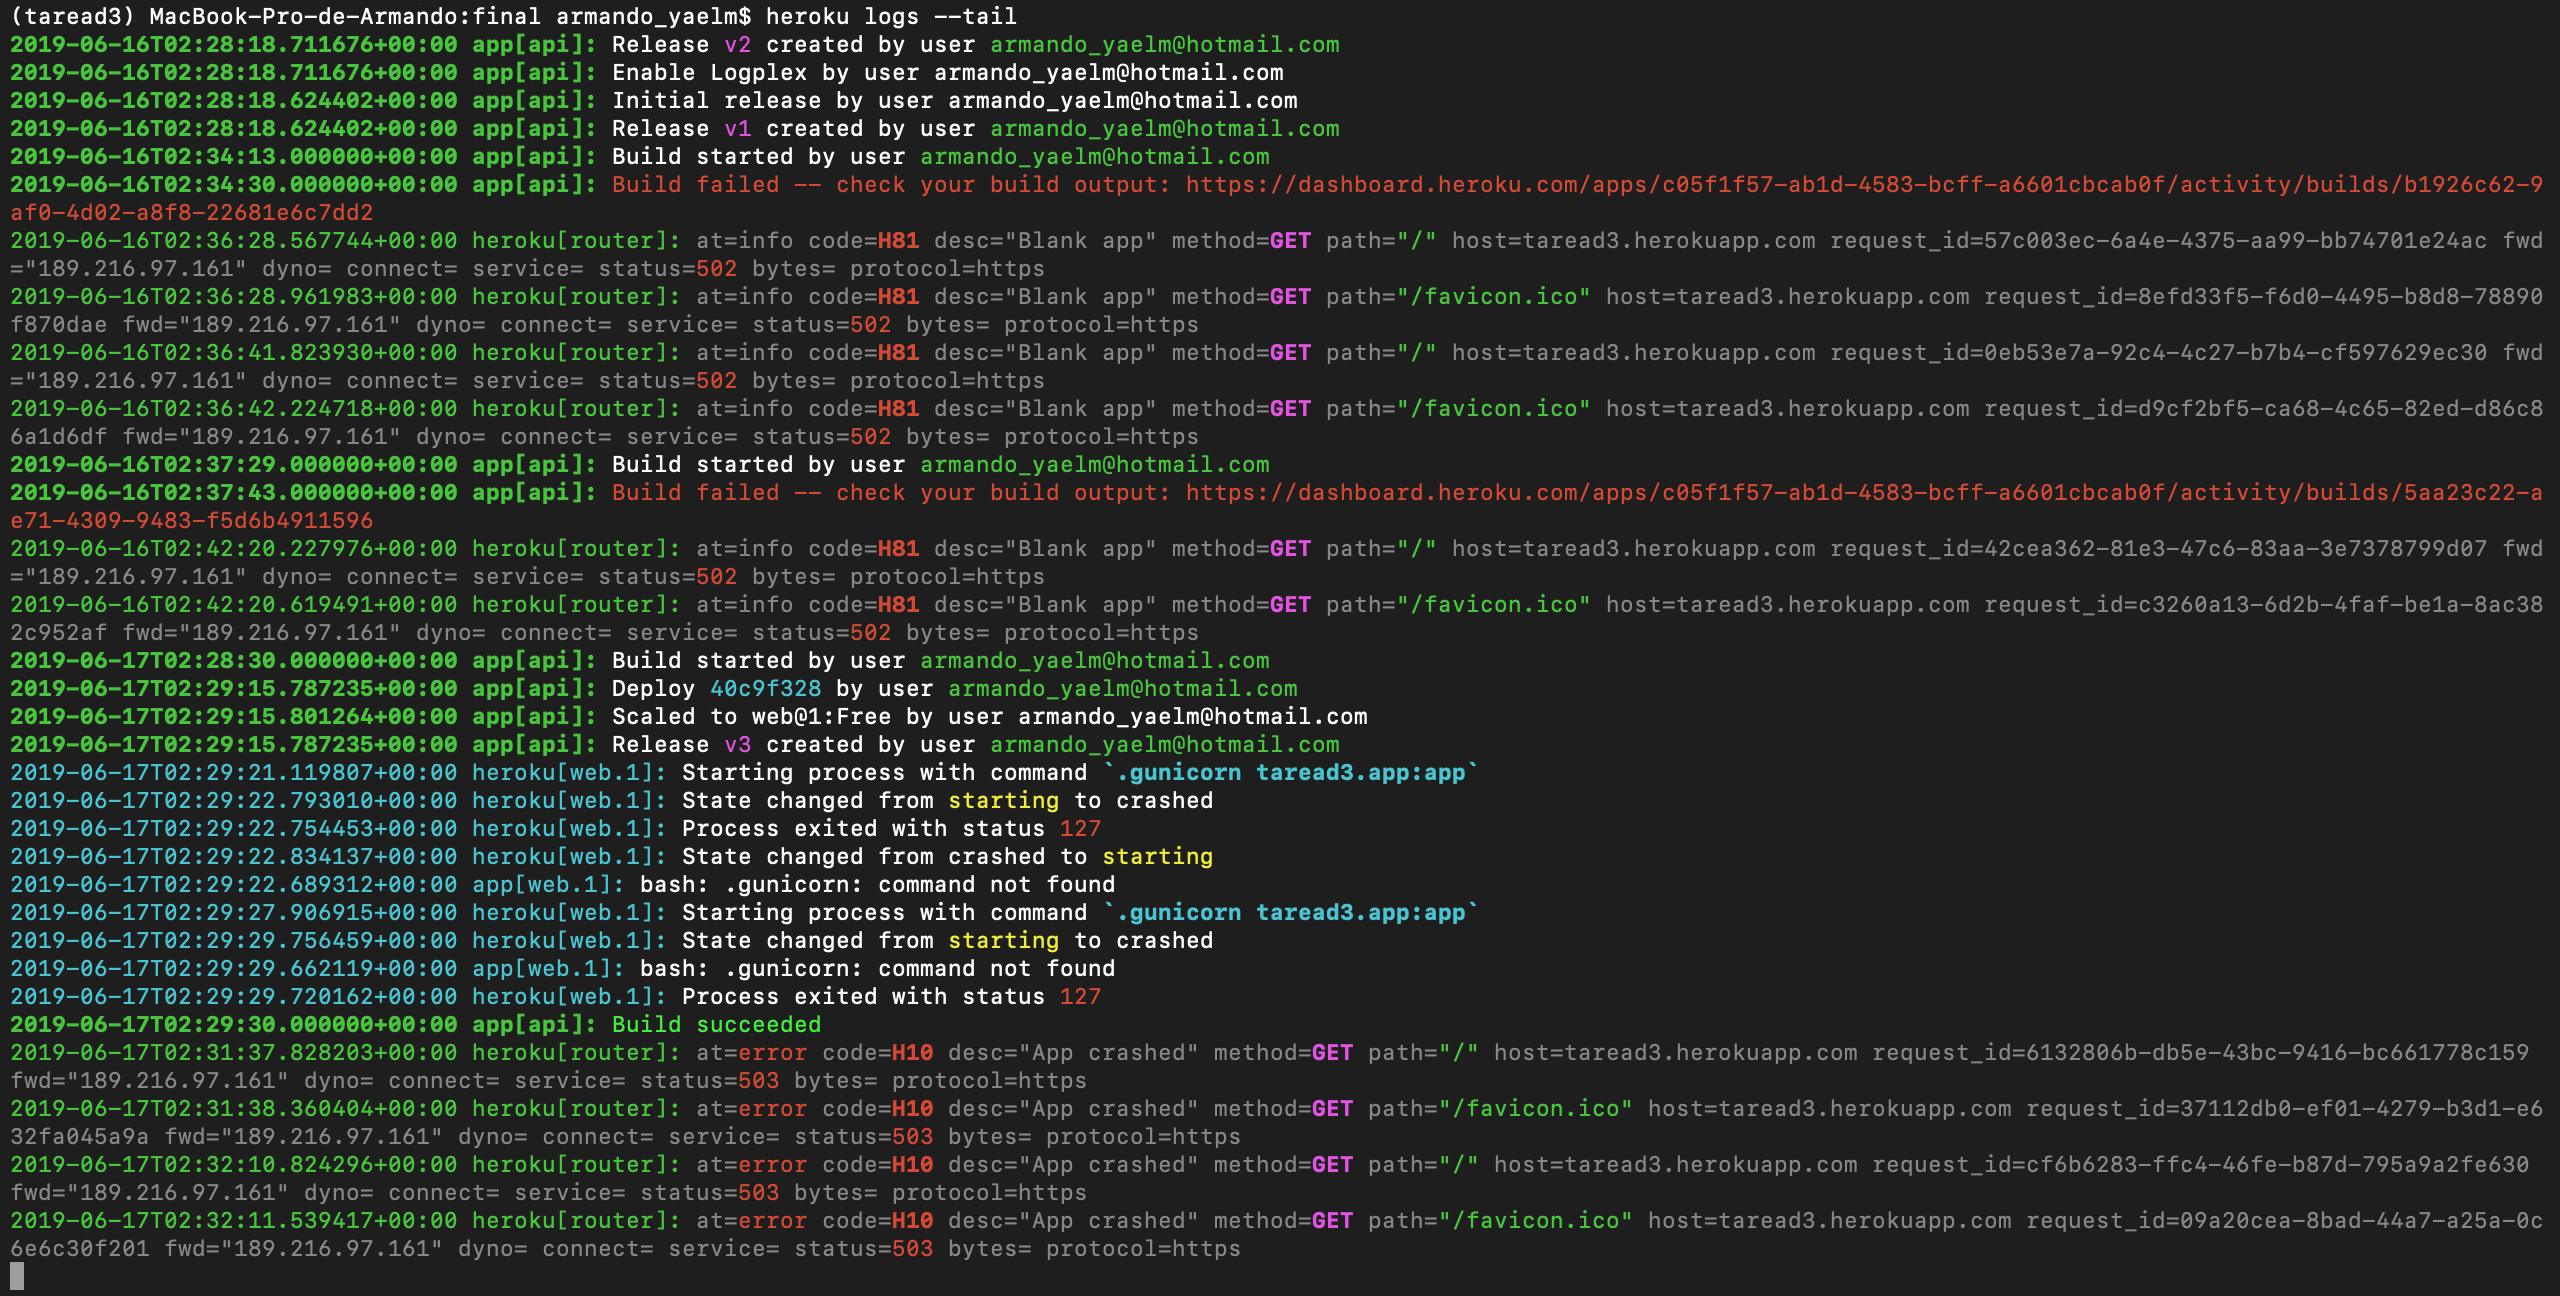 (taread3) MacBook-Pro-de-Armando:final armando_yaelm$ heroku logs --tail
2019-06-16T02:28:18.711676+00:00 app[api]: Release v2 created by user armando_yaelm@hotmail.com
2019-06-16T02:28:18.711676+00:00 app[api]: Enable Logplex by user armando_yaelm@hotmail.com
2019-06-16T02:28:18.624402+00:00 app[api]: Initial release by user armando_yaelm@hotmail.com
2019-06-16T02:28:18.624402+00:00 app[api]: Release v1 created by user armando_yaelm@hotmail.com
2019-06-16T02:34:13.000000+00:00 app[api]: Build started by user armando_yaelm@hotmail.com
2019-06-16T02:34:30.000000+00:00 app[api]: Build failed -- check your build output: https://dashboard.heroku.com/apps/c05f1f57-ab1d-4583-bcff-a6601cbcab0f/activity/builds/b1926c62-9
af0-4d02-a8f8-22681e6c7dd2
2019-06-16T02:36:28.567744+00:00 heroku[router]: at=info code=H81 desc="Blank app" method=GET path="/" host=taread3.herokuapp.com request_id=57c003ec-6a4e-4375-aa99-bb74701e24ac fwd
="189.216.97.161" dyno= connect= service= status=502 bytes= protocol=https
2019-06-16T02:36:28.961983+00:00 heroku[router]: at=info code=H81 desc="Blank app" method=GET path="/favicon.ico" host=taread3.herokuapp.com request_id=8efd33f5-f6d0-4495-b8d8-78890
f870dae fwd="189.216.97.161" dyno= connect= service= status=502 bytes= protocol=https
2019-06-16T02:36:41.823930+00:00 heroku[router]: at=info code=H81 desc="Blank app" method=GET path="/" host=taread3.herokuapp.com request_id=0eb53e7a-92c4-4c27-b7b4-cf597629ec30 fwd
="189.216.97.161" dyno= connect= service= status=502 bytes= protocol=https
2019-06-16T02:36:42.224718+00:00 heroku[router]: at=info code=H81 desc="Blank app" method=GET path="/favicon.ico" host=taread3.herokuapp.com request_id=d9cf2bf5-ca68-4c65-82ed-d86c8
6a1d6df fwd="189.216.97.161" dyno= connect= service= status=502 bytes= protocol=https
2019-06-16T02:37:29.000000+00:00 app[api]: Build started by user armando_yaelm@hotmail.com
2019-06-16T02:37:43.000000+00:00 app[api]: Build failed -- check your build output: https://dashboard.heroku.com/apps/c05f1f57-ab1d-4583-bcff-a6601cbcab0f/activity/builds/5aa23c22-a
e71-4309-9483-f5d6b4911596
2019-06-16T02:42:20.227976+00:00 heroku[router]: at=info code=H81 desc="Blank app" method=GET path="/" host=taread3.herokuapp.com request_id=42cea362-81e3-47c6-83aa-3e7378799d07 fwd
="189.216.97.161" dyno= connect= service= status=502 bytes= protocol=https
2019-06-16T02:42:20.619491+00:00 heroku[router]: at=info code=H81 desc="Blank app" method=GET path="/favicon.ico" host=taread3.herokuapp.com request_id=c3260a13-6d2b-4faf-be1a-8ac38
2c952af fwd="189.216.97.161" dyno= connect= service= status=502 bytes= protocol=https
2019-06-17T02:28:30.000000+00:00 app[api]: Build started by user armando_yaelm@hotmail.com
2019-06-17T02:29:15.787235+00:00 app[api]: Deploy 40c9f328 by user armando_yaelm@hotmail.com
2019-06-17T02:29:15.801264+00:00 app[api]: Scaled to web@1:Free by user armando_yaelm@hotmail.com
2019-06-17T02:29:15.787235+00:00 app[api]: Release v3 created by user armando_yaelm@hotmail.com
2019-06-17T02:29:21.119807+00:00 heroku[web.1]: Starting process with command `.gunicorn taread3.app:app`
2019-06-17T02:29:22.793010+00:00 heroku[web.1]: State changed from starting to crashed
2019-06-17T02:29:22.754453+00:00 heroku[web.1]: Process exited with status 127
2019-06-17T02:29:22.834137+00:00 heroku[web.1]: State changed from crashed to starting
2019-06-17T02:29:22.689312+00:00 app[web.1]: bash: .gunicorn: command not found
2019-06-17T02:29:27.906915+00:00 heroku[web.1]: Starting process with command `.gunicorn taread3.app:app`
2019-06-17T02:29:29.756459+00:00 heroku[web.1]: State changed from starting to crashed
2019-06-17T02:29:29.662119+00:00 app[web.1]: bash: .gunicorn: command not found
2019-06-17T02:29:29.720162+00:00 heroku[web.1]: Process exited with status 127
2019-06-17T02:29:30.000000+00:00 app[api]: Build succeeded
2019-06-17T02:31:37.828203+00:00 heroku[router]: at=error code=H10 desc="App crashed" method=GET path="/" host=taread3.herokuapp.com request_id=6132806b-db5e-43bc-9416-bc661778c159
fwd="189.216.97.161" dyno= connect= service= status=503 bytes= protocol=https
2019-06-17T02:31:38.360404+00:00 heroku[router]: at=error code=H10 desc="App crashed" method=GET path="/favicon.ico" host=taread3.herokuapp.com request_id=37112db0-ef01-4279-b3d1-e6
32fa045a9a fwd="189.216.97.161" dyno= connect= service= status=503 bytes= protocol=https
2019-06-17T02:32:10.824296+00:00 heroku[router]: at=error code=H10 desc="App crashed" method=GET path="/" host=taread3.herokuapp.com request_id=cf6b6283-ffc4-46fe-b87d-795a9a2fe630
fwd="189.216.97.161" dyno= connect= service= status=503 bytes= protocol=https
2019-06-17T02:32:11.539417+00:00 heroku[router]: at=error code=H10 desc="App crashed" method=GET path="/favicon.ico" host=taread3.herokuapp.com request_id=09a20cea-8bad-44a7-a25a-0c
6e6c30f201 fwd="189.216.97.161" dyno= connect= service= status=503 bytes= protocol=https